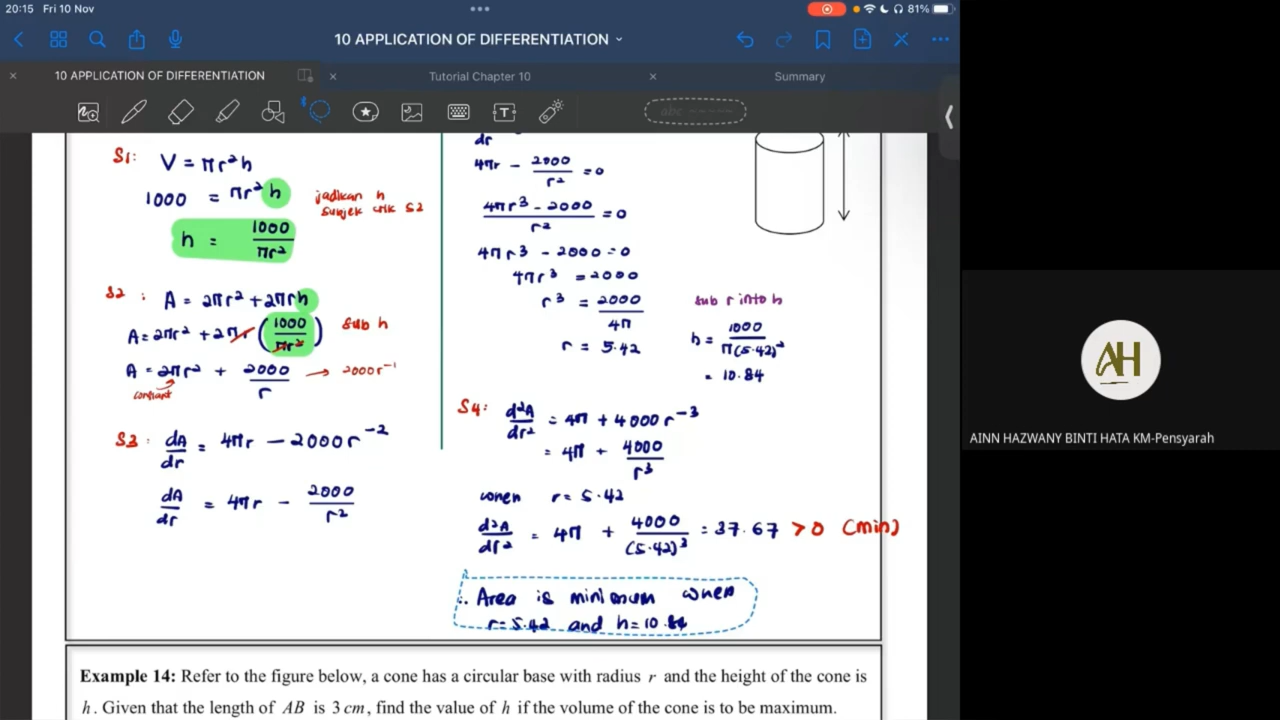 20:15 Fri 10 Nov
81%
10 APPLICATION OF DIFFERENTIATION
10 APPLICATION OF DIFFERENTIATION
Tutorial Chapter 10
Summary
S1: V = πr²h
1000 = πr² h
jadikan h
subjek utk S2
h = 1000/πr²
S2 : A = 2πr² + 2πrh
A = 2πr² + 2πr (1000/πr²) sub h
A = 2πr² + 2000/r → 2000r⁻¹
constant
S3 : dA/dr = 4πr − 2000r⁻²
dA/dr = 4πr − 2000/r²
dr
4πr − 2000/r² = 0
(4πr³ − 2000)/r² = 0
4πr³ − 2000 = 0
4πr³ = 2000
r³ = 2000/4π
r = 5.42
sub r into h
h = 1000/π(5.42)²
= 10.84
S4: d²A/dr² = 4π + 4000r⁻³
= 4π + 4000/r³
when r = 5.42
d²A/dr² = 4π + 4000/(5.42)³ = 37.67 > 0 (min)
∴ Area is minimum when
r = 5.42 and h = 10.84
Example 14: Refer to the figure below, a cone has a circular base with radius r and the height of the cone is
h. Given that the length of AB is 3 cm, find the value of h if the volume of the cone is to be maximum.
AH
AINN HAZWANY BINTI HATA KM-Pensyarah